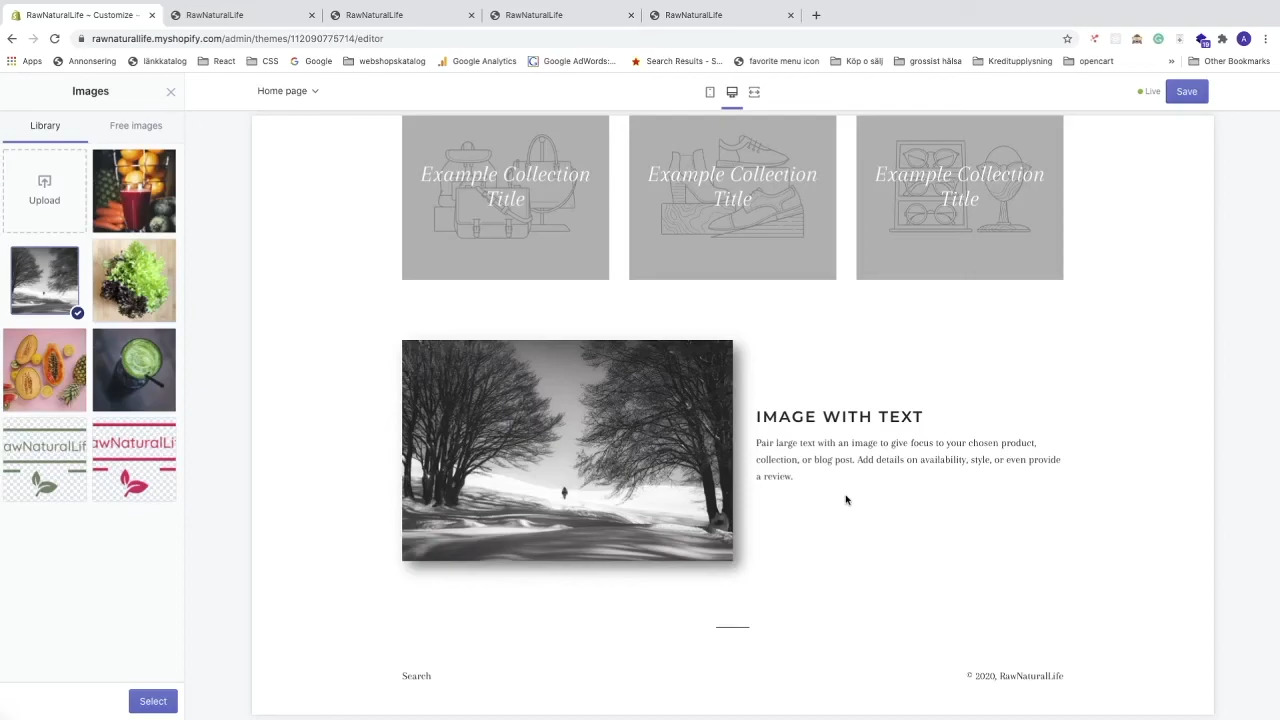 RawNaturalLife ~ Customize ~
RawNaturalLife
RawNaturalLife
RawNaturalLife
RawNaturalLife
rawnaturallife.myshopify.com/admin/themes/112090775714/editor
A
19
Apps
Annonsering
länkkatalog
React
CSS
Google
webshopskatalog
Google Analytics
Google AdWords:...
Search Results - S...
favorite menu icon
Köp o sälj
grossist hälsa
Kreditupplysning
opencart
»
Other Bookmarks
Images
Home page
Live
Save
Library
Free images
Upload
Example Collection
Title
Example Collection
Title
Example Collection
Title
IMAGE WITH TEXT
Pair large text with an image to give focus to your chosen product,
collection, or blog post. Add details on availability, style, or even provide
a review.
awNaturalLif
awNaturalLi
Search
© 2020, RawNaturalLife
Select